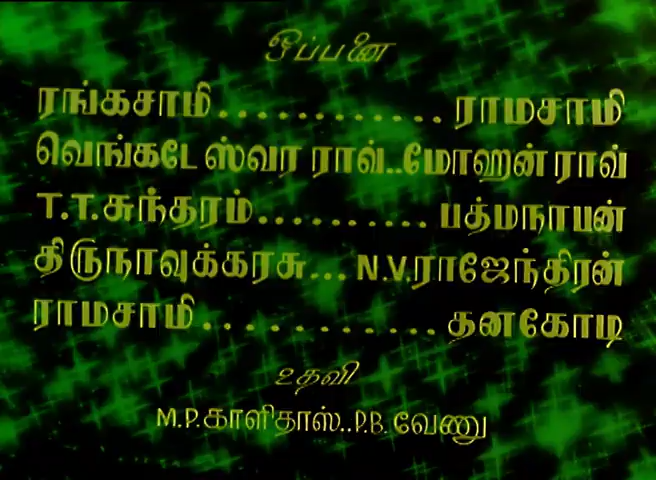 ஒப்பனை
ரங்கசாமி............. ராமசாமி
வெங்கடேஸ்வர ராவ்..மோஹன் ராவ்
T.T.சுந்தரம்.......... பத்மநாபன்
திருநாவுக்கரசு... N.V.ராஜேந்திரன்
ராமசாமி............ தனகோடி
உதவி
M.P.காளிதாஸ்..P.B. வேணு